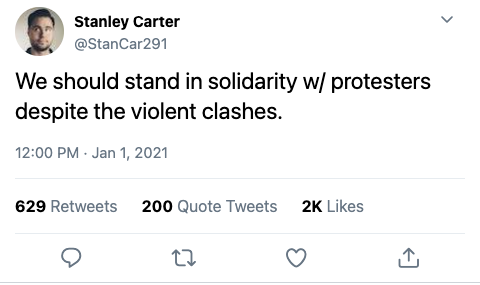 Stanley Carter
@StanCar291
We should stand in solidarity w/ protesters
despite the violent clashes.
12:00 PM · Jan 1, 2021
629 Retweets 200 Quote Tweets 2K Likes